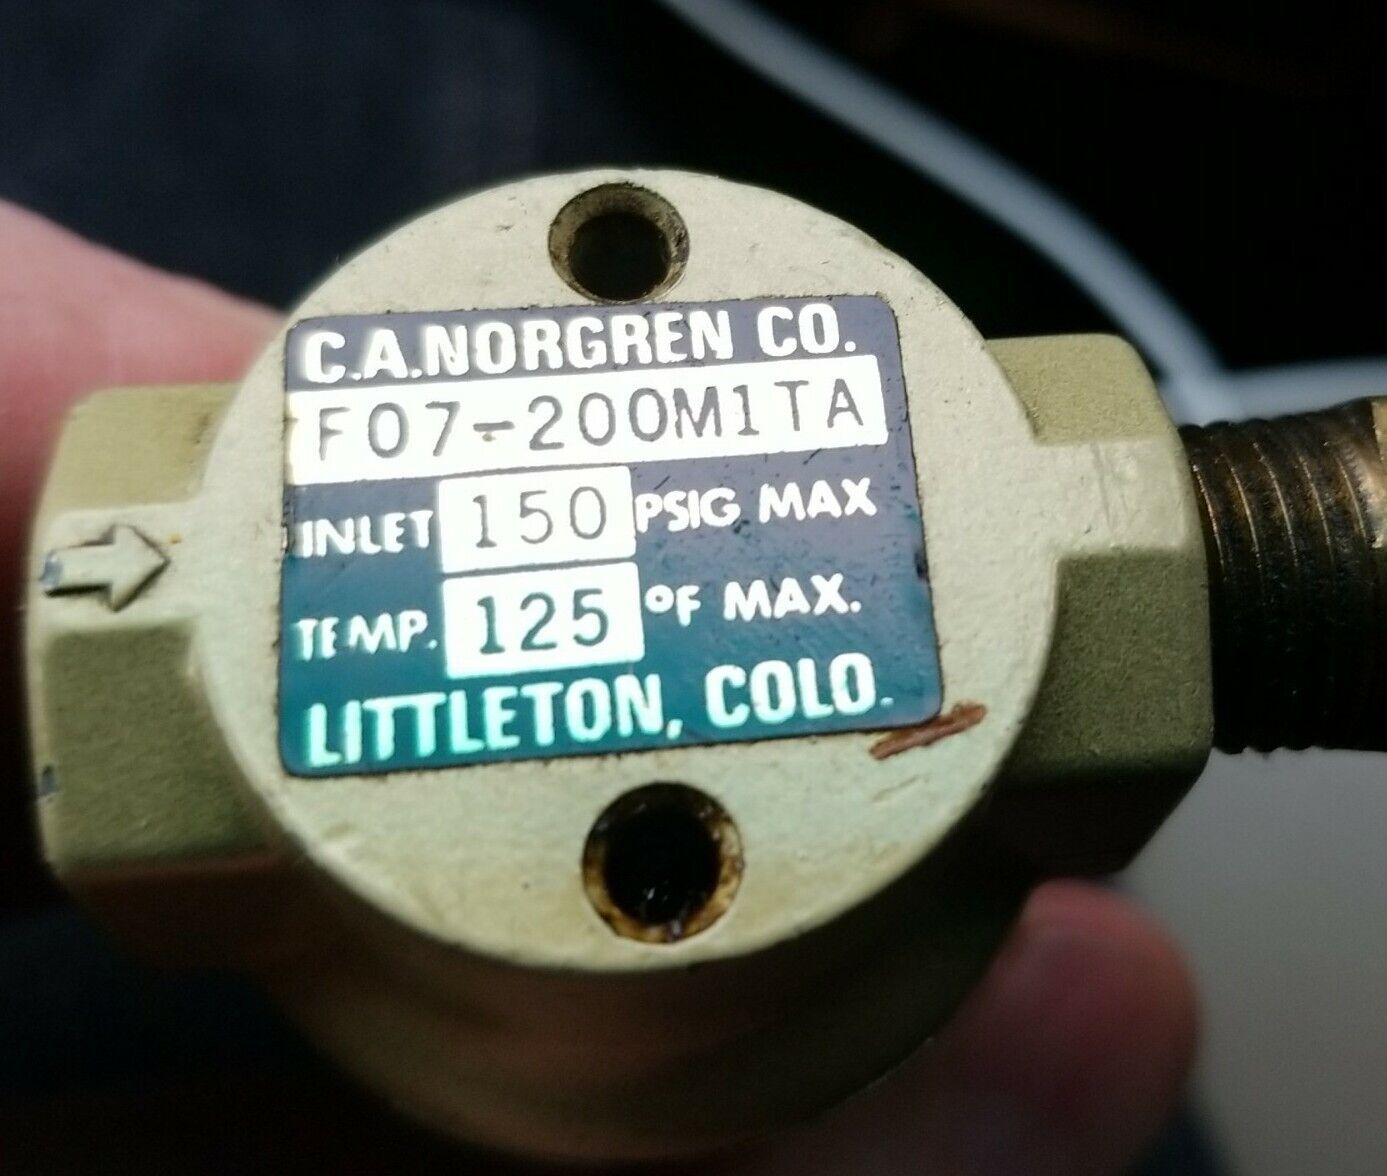 C.A.NORGREN CO.
F07-200M1TA
INLET 150 PSIG MAX
TEMP. 125 °F MAX.
LITTLETON, COLO.